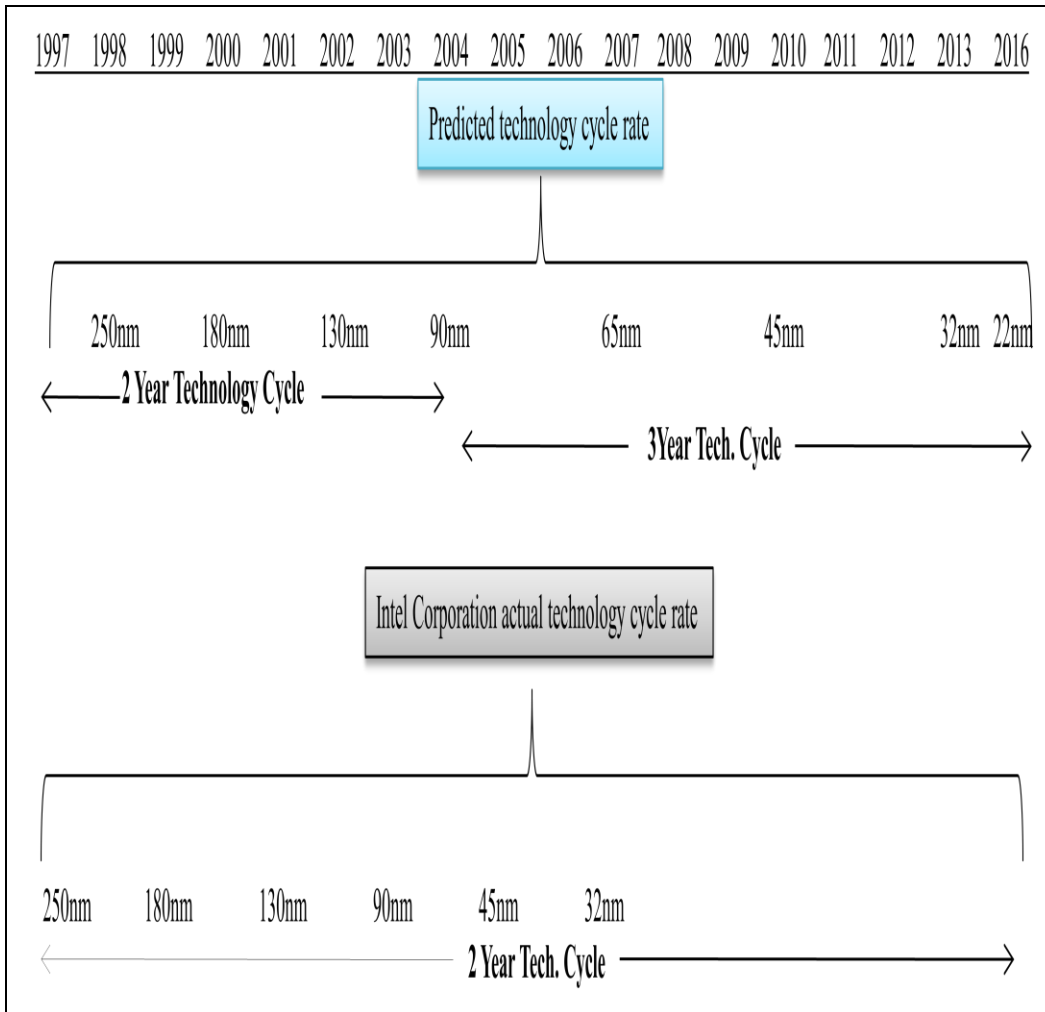 1997 1998 1999 2000 2001 2002 2003 2004 2005 2006 2007 2008 2009 2010 2011 2012 2013 2016
Predicted technology cycle rate
250nm 180nm 130nm 90nm 65nm 45nm 32nm 22nm
2 Year Technology Cycle
3Year Tech. Cycle
Intel Corporation actual technology cycle rate
250nm 180nm 130nm 90nm 45nm 32nm
2 Year Tech. Cycle